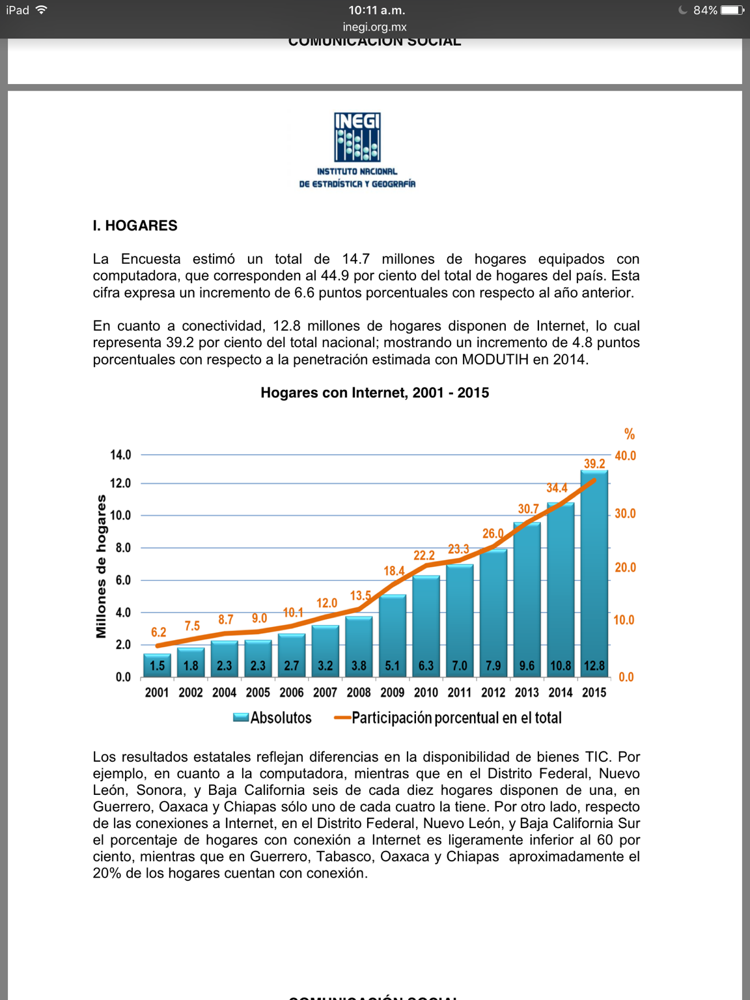 iPad
10:11 a.m.
84%
inegi.org.mx
COMUNICACIÓN SOCIAL
INEGI
INSTITUTO NACIONAL
DE ESTADÍSTICA Y GEOGRAFÍA
I. HOGARES
La Encuesta estimó un total de 14.7 millones de hogares equipados con
computadora, que corresponden al 44.9 por ciento del total de hogares del país. Esta
cifra expresa un incremento de 6.6 puntos porcentuales con respecto al año anterior.
En cuanto a conectividad, 12.8 millones de hogares disponen de Internet, lo cual
representa 39.2 por ciento del total nacional; mostrando un incremento de 4.8 puntos
porcentuales con respecto a la penetración estimada con MODUTIH en 2014.
Hogares con Internet, 2001 - 2015
%
Millones de hogares
14.0
12.0
10.0
8.0
6.0
4.0
2.0
0.0
40.0
30.0
20.0
10.0
0.0
6.2 7.5 8.7 9.0 10.1 12.0 13.5 18.4 22.2 23.3 26.0 30.7 34.4 39.2
1.5 1.8 2.3 2.3 2.7 3.2 3.8 5.1 6.3 7.0 7.9 9.6 10.8 12.8
2001 2002 2004 2005 2006 2007 2008 2009 2010 2011 2012 2013 2014 2015
Absolutos Participación porcentual en el total
Los resultados estatales reflejan diferencias en la disponibilidad de bienes TIC. Por
ejemplo, en cuanto a la computadora, mientras que en el Distrito Federal, Nuevo
León, Sonora, y Baja California seis de cada diez hogares disponen de una, en
Guerrero, Oaxaca y Chiapas sólo uno de cada cuatro la tiene. Por otro lado, respecto
de las conexiones a Internet, en el Distrito Federal, Nuevo León, y Baja California Sur
el porcentaje de hogares con conexión a Internet es ligeramente inferior al 60 por
ciento, mientras que en Guerrero, Tabasco, Oaxaca y Chiapas aproximadamente el
20% de los hogares cuentan con conexión.
COMUNICACIÓN SOCIAL